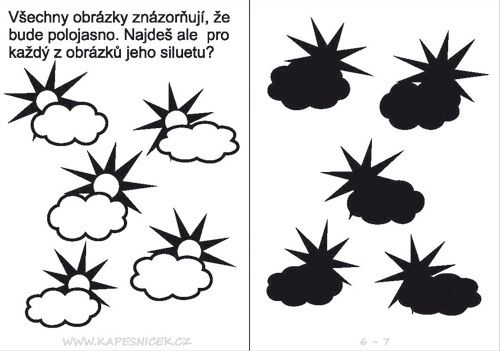 Všechny obrázky znázorňují, že
bude polojasno. Najdeš ale pro
každý z obrázků jeho siluetu?
WWW.KAPESNICEK.CZ
6 - 7